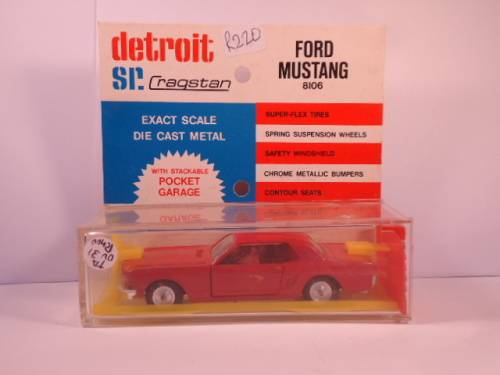 detroit
sr. Cragstan
R220
FORD
MUSTANG
8106
EXACT SCALE
DIE CAST METAL
WITH STACKABLE
POCKET
GARAGE
SUPER-FLEX TIRES
SPRING SUSPENSION WHEELS
SAFETY WINDSHIELD
CHROME METALLIC BUMPERS
CONTOUR SEATS